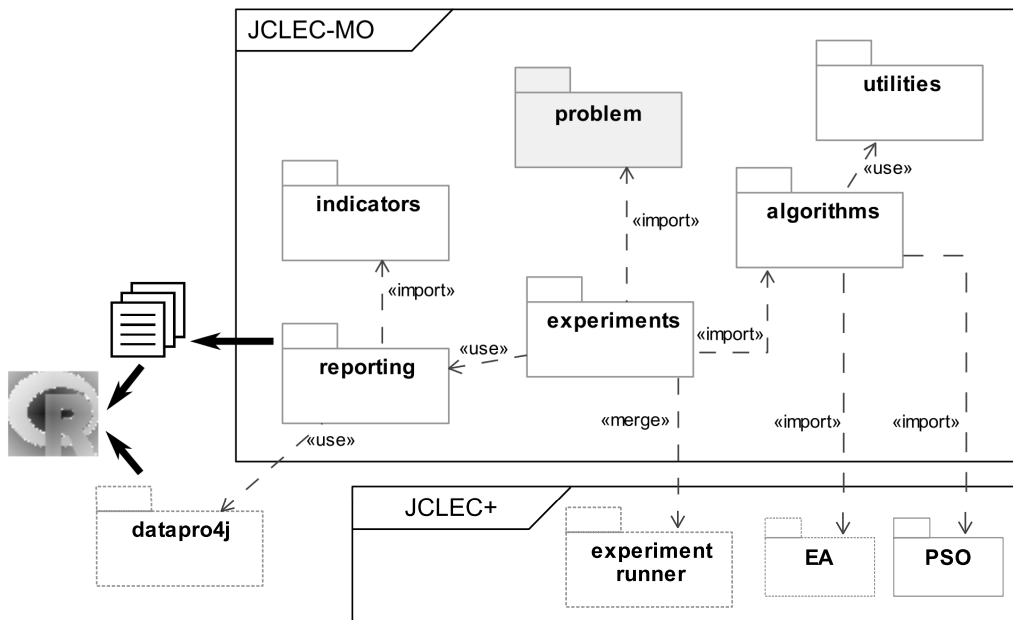 JCLEC-MO
utilities
problem
«use»
indicators
algorithms
«import»
«import»
experiments
«import»
reporting
«use»
«merge»
«import»
«import»
«use»
R
datapro4j
JCLEC+
experiment
runner
EA
PSO